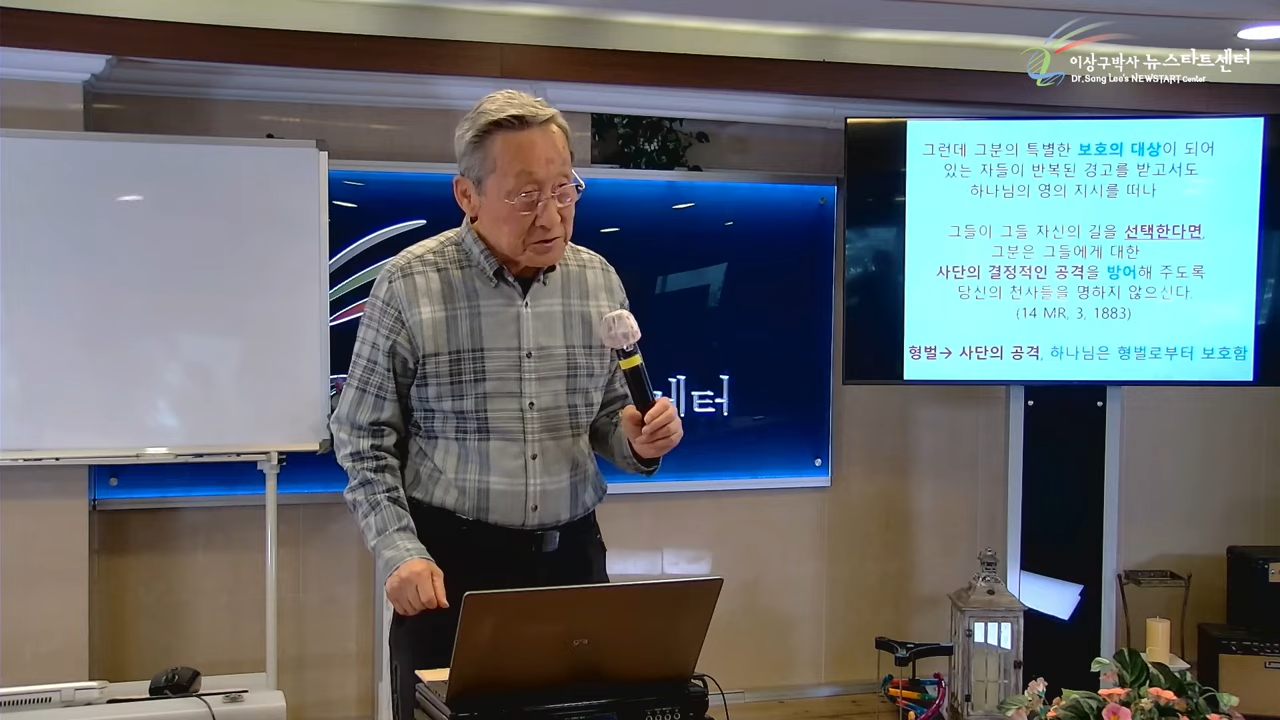 이상구박사 뉴스타트센터
Dr. Sang Lee's NEWSTART Center
그런데 그분의 특별한 보호의 대상이 되어
있는 자들이 반복된 경고를 받고서도
하나님의 영의 지시를 떠나
그들이 그들 자신의 길을 선택한다면,
그분은 그들에게 대한
사단의 결정적인 공격을 방어해 주도록
당신의 천사들을 명하지 않으신다.
(14 MR, 3, 1883)
형벌→ 사단의 공격, 하나님은 형벌로부터 보호함
센터